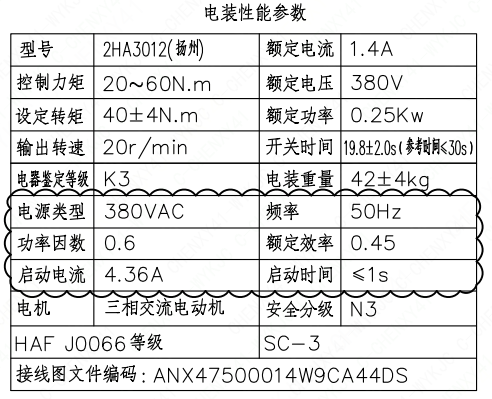 电装性能参数
型号 2HA3012(扬州) 额定电流 1.4A
控制力矩 20~60N.m 额定电压 380V
设定转矩 40±4N.m 额定功率 0.25Kw
输出转速 20r/min 开关时间 19.8±2.0s(参考时间≤30s)
电器鉴定等级 K3 电装重量 42±4kg
电源类型 380VAC 频率 50Hz
功率因数 0.6 额定效率 0.45
启动电流 4.36A 启动时间 ≤1s
电机 三相交流电动机 安全分级 N3
HAF J0066等级 SC-3
接线图文件编码: ANX47500014W9CA44DS